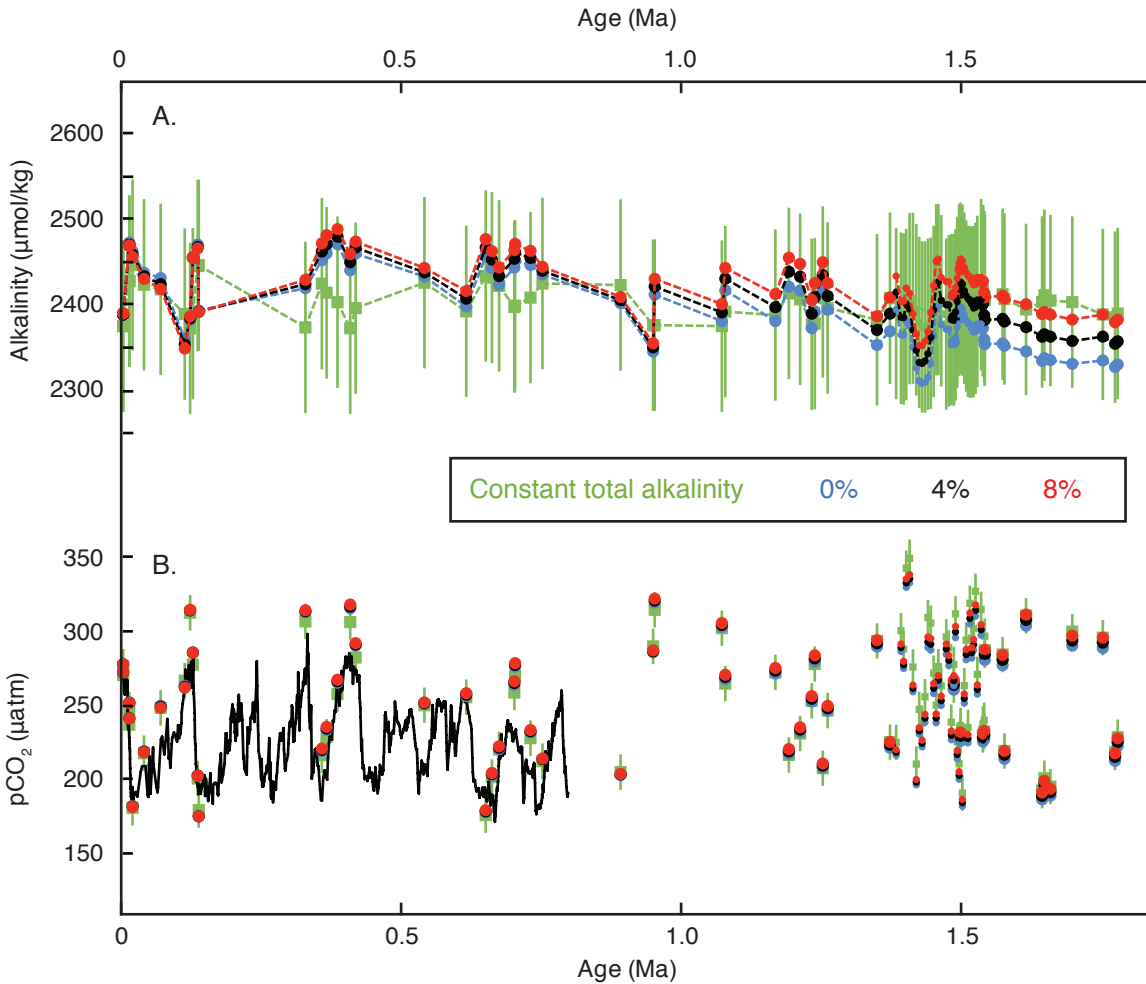 Age (Ma)
0 0.5 1.0 1.5
A.
2600
2500
2400
2300
Alkalinity (μmol/kg)
Constant total alkalinity 0% 4% 8%
B.
350
300
250
200
150
pCO₂ (μatm)
0 0.5 1.0 1.5
Age (Ma)